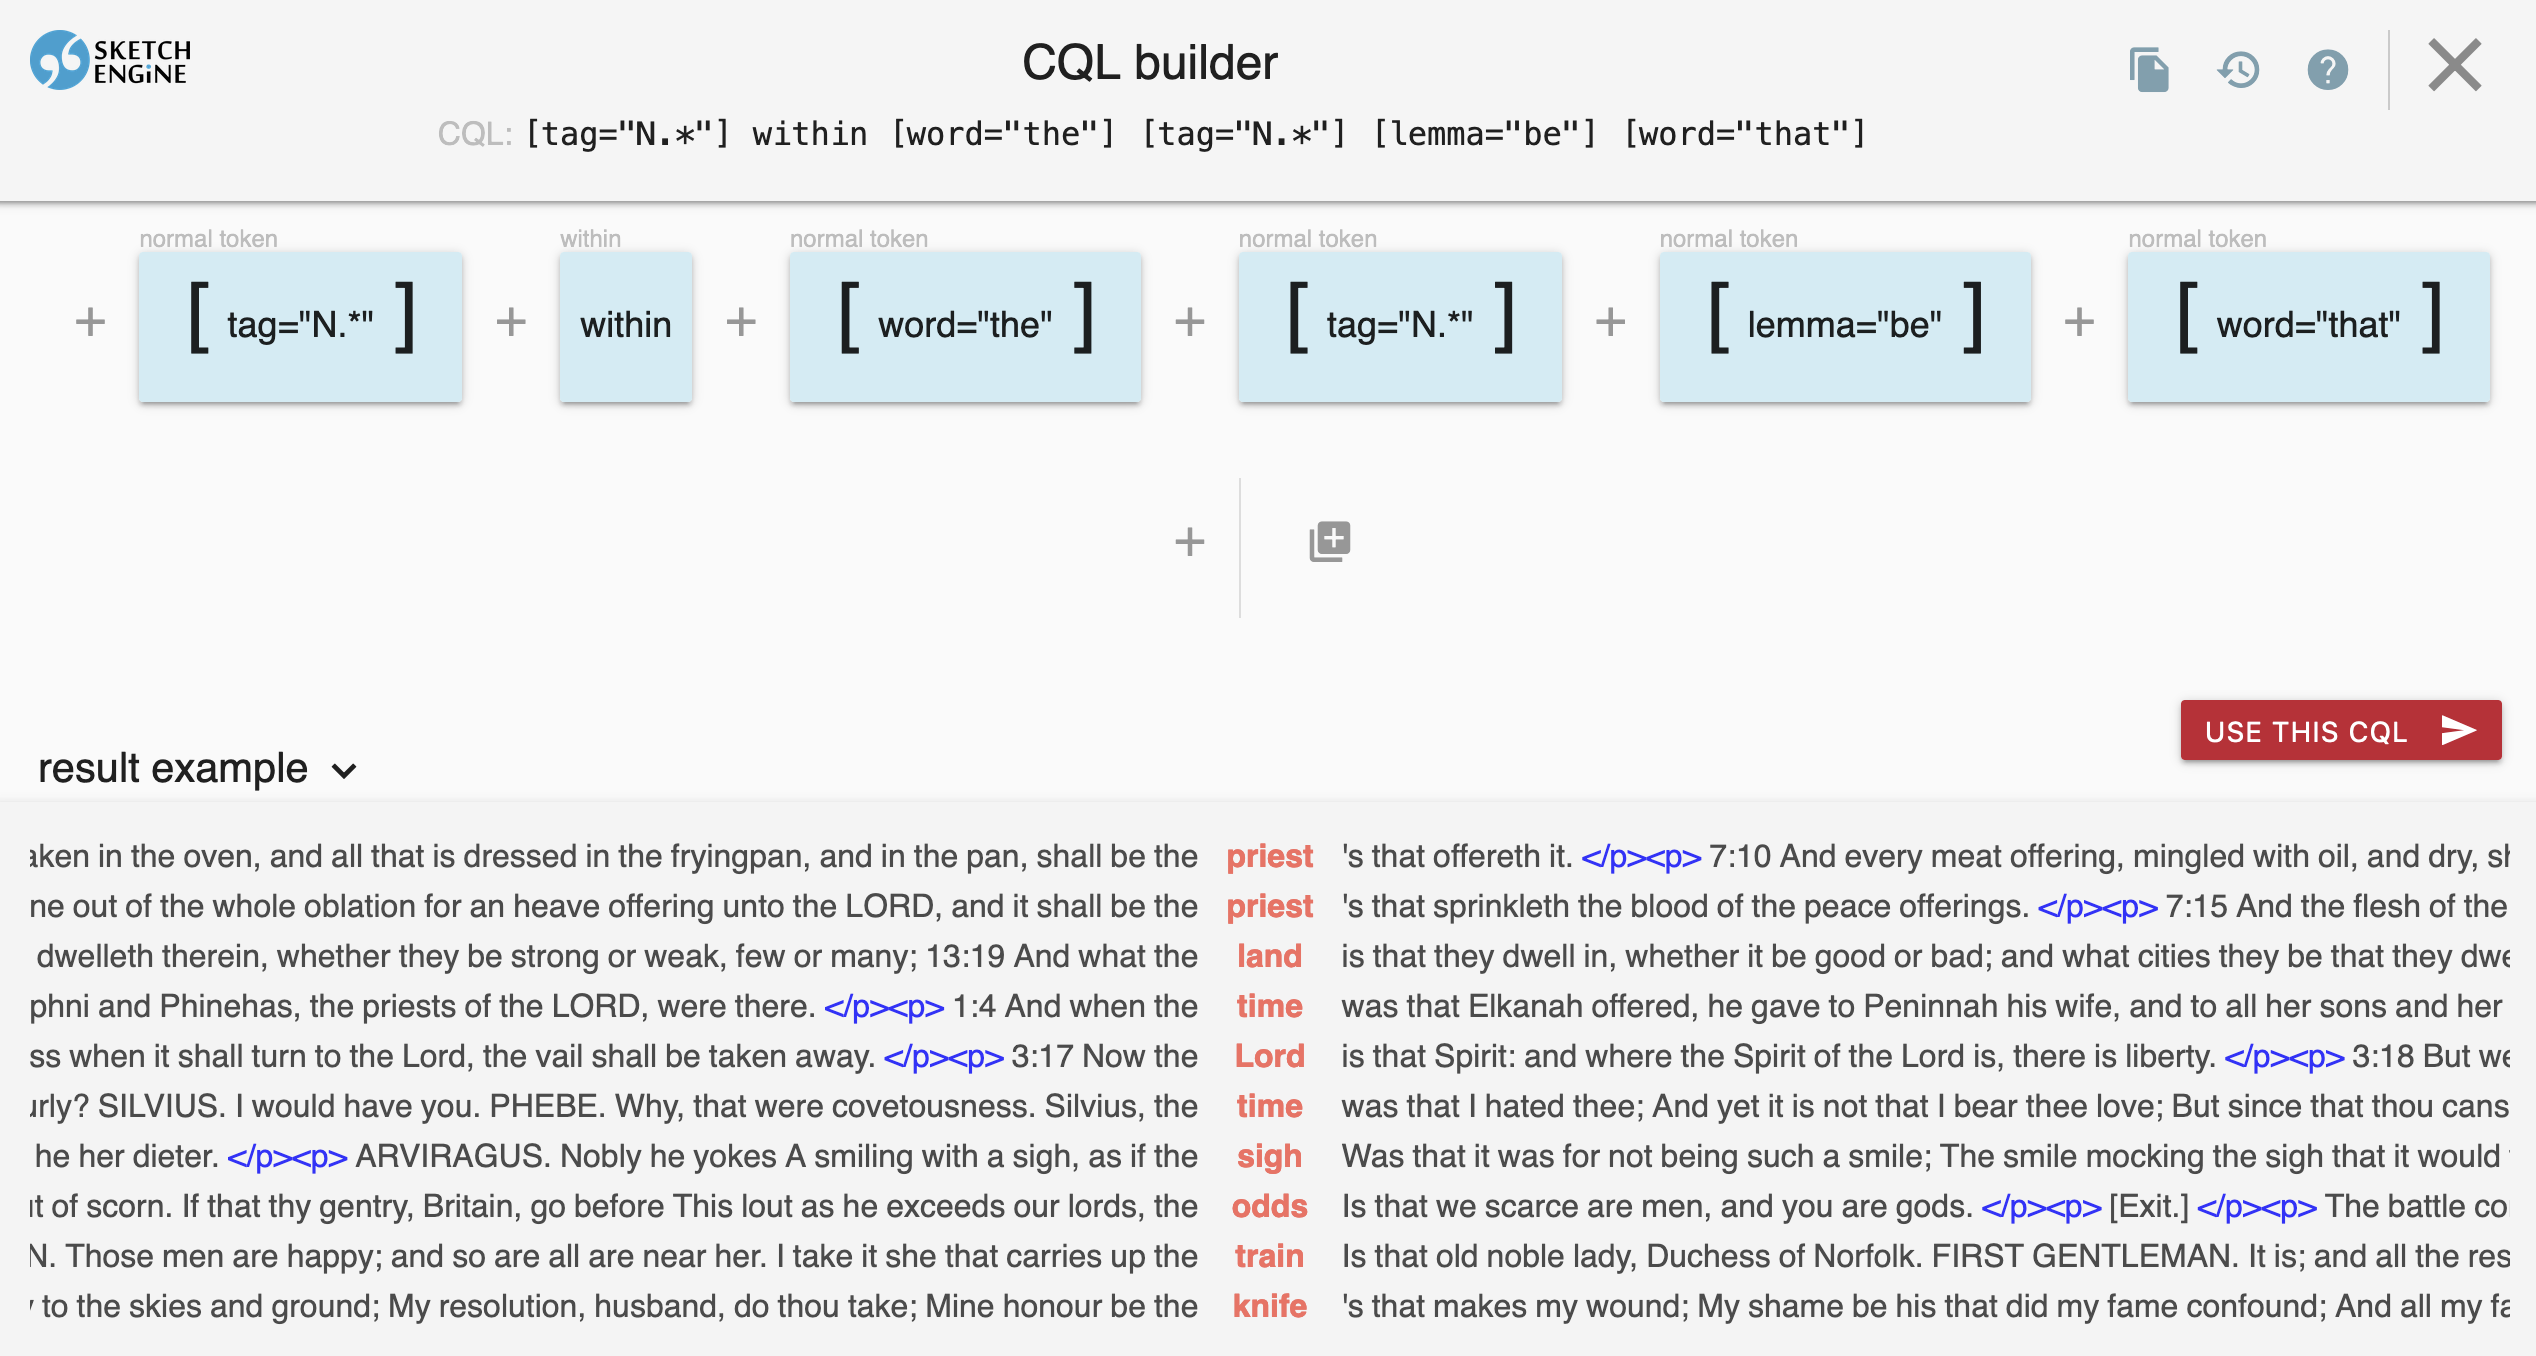 SKETCH
ENGINE
CQL builder
CQL: [tag="N.*"] within [word="the"] [tag="N.*"] [lemma="be"] [word="that"]
normal token within normal token normal token normal token normal token
+ [ tag="N.*" ] + within + [ word="the" ] + [ tag="N.*" ] + [ lemma="be" ] + [ word="that" ]
USE THIS CQL
result example
in the oven, and all that is dressed in the fryingpan, and in the pan, shall be the priest 's that offereth it. </p><p> 7:10 And every meat offering, mingled with oil, and dry,
out of the whole oblation for an heave offering unto the LORD, and it shall be the priest 's that sprinkleth the blood of the peace offerings. </p><p> 7:15 And the flesh of the
dwelleth therein, whether they be strong or weak, few or many; 13:19 And what the land is that they dwell in, whether it be good or bad; and what cities they be that they
and Phinehas, the priests of the LORD, were there. </p><p> 1:4 And when the time was that Elkanah offered, he gave to Peninnah his wife, and to all her sons and her
ss when it shall turn to the Lord, the vail shall be taken away. </p><p> 3:17 Now the Lord is that Spirit: and where the Spirit of the Lord is, there is liberty. </p><p> 3:18 But
SILVIUS. I would have you. PHEBE. Why, that were covetousness. Silvius, the time was that I hated thee; And yet it is not that I bear thee love; But since that thou cans
he her dieter. </p><p> ARVIRAGUS. Nobly he yokes A smiling with a sigh, as if the sigh Was that it was for not being such a smile; The smile mocking the sigh that it would
of scorn. If that thy gentry, Britain, go before This lout as he exceeds our lords, the odds Is that we scarce are men, and you are gods. </p><p> [Exit.] </p><p> The battle co
N. Those men are happy; and so are all are near her. I take it she that carries up the train Is that old noble lady, Duchess of Norfolk. FIRST GENTLEMAN. It is; and all the res
to the skies and ground; My resolution, husband, do thou take; Mine honour be the knife 's that makes my wound; My shame be his that did my fame confound; And all my